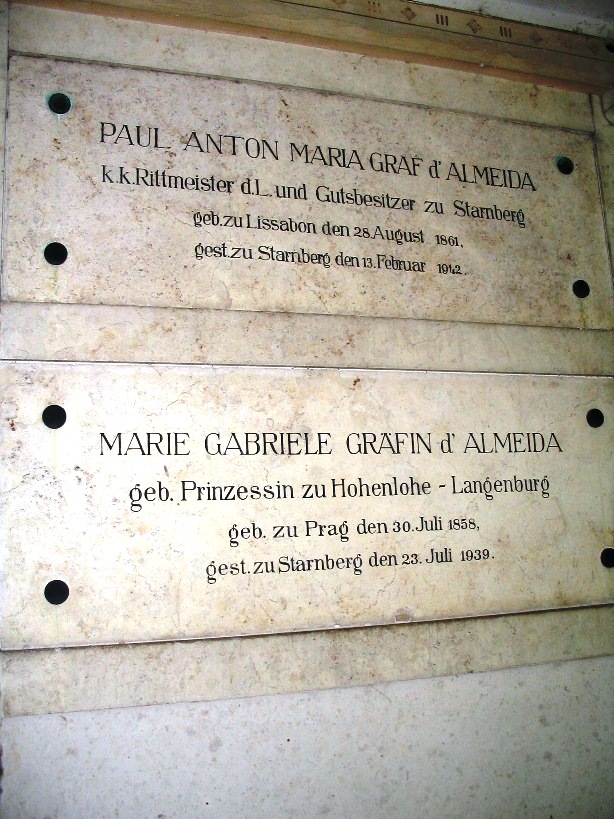 PAUL ANTON MARIA GRAF d'ALMEIDA
k.k.Rittmeister d.L. und Gutsbesitzer zu Starnberg
geb.zu Lissabon den 28.August 1861,
gest.zu Starnberg den 13.Februar 1942.
MARIE GABRIELE GRÄFIN d'ALMEIDA
geb. Prinzessin zu Hohenlohe-Langenburg
geb. zu Prag den 30.Juli 1858,
gest.zu Starnberg den 23.Juli 1939.